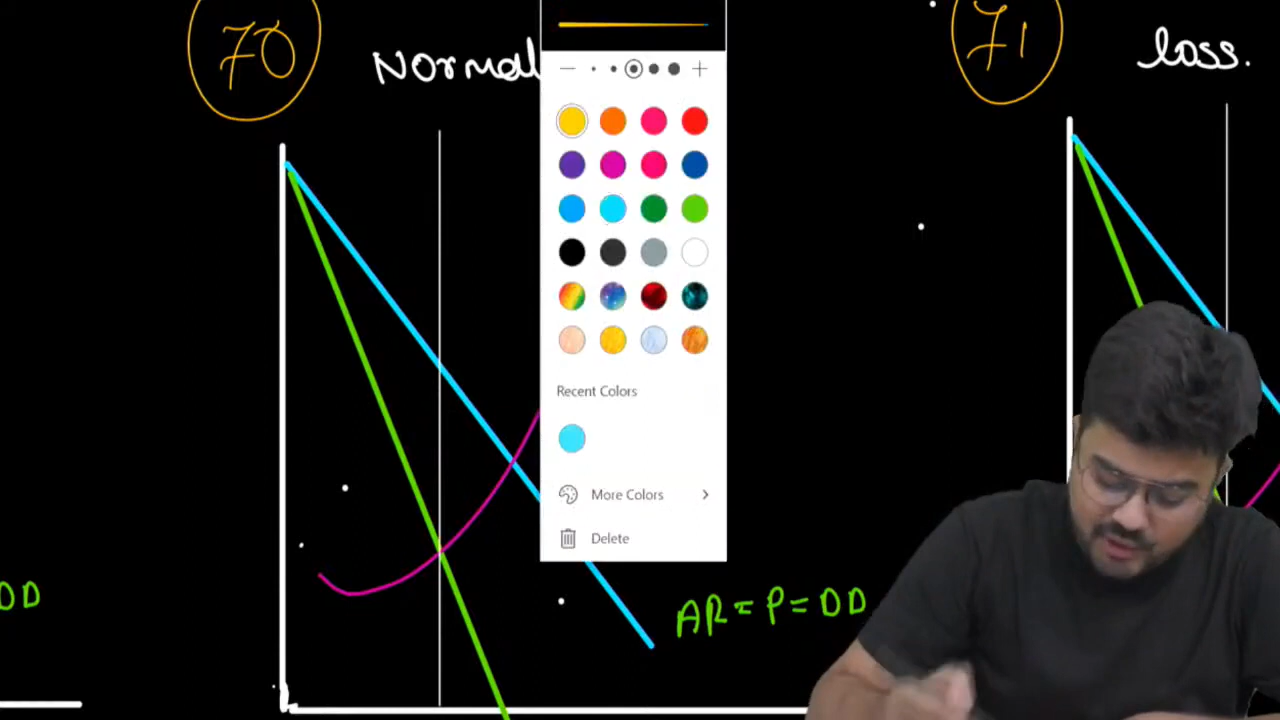 70
Normal
71
loss.
Recent Colors
More Colors
Delete
DD
AR = P = DD